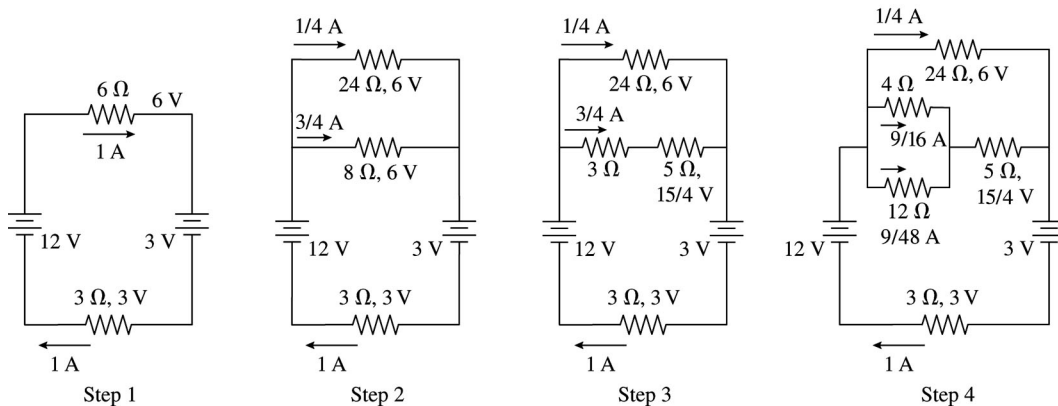 6 Ω
6 V
1 A
12 V
3 V
3 Ω, 3 V
1 A
Step 1
1/4 A
24 Ω, 6 V
3/4 A
8 Ω, 6 V
12 V
3 V
3 Ω, 3 V
1 A
Step 2
1/4 A
24 Ω, 6 V
3/4 A
3 Ω
5 Ω,
15/4 V
12 V
3 V
3 Ω, 3 V
1 A
Step 3
1/4 A
24 Ω, 6 V
4 Ω
9/16 A
5 Ω,
15/4 V
12 Ω
9/48 A
12 V
3 V
3 Ω, 3 V
1 A
Step 4